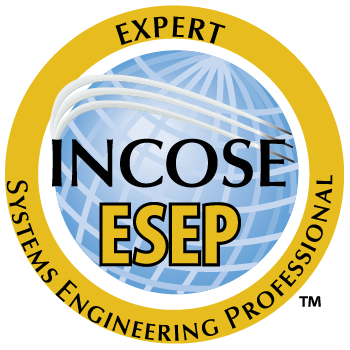 EXPERT
INCOSE
ESEP
SYSTEMS ENGINEERING PROFESSIONAL
™